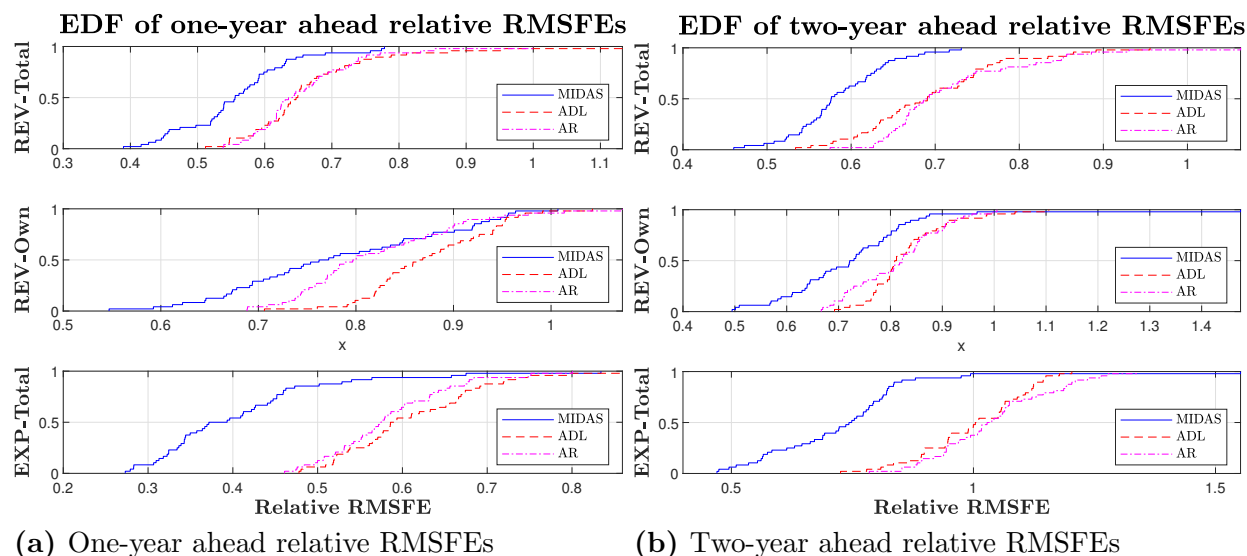 EDF of one-year ahead relative RMSFEs
REV-Total
1
0.5
0
MIDAS
ADL
AR
0.3 0.4 0.5 0.6 0.7 0.8 0.9 1 1.1
REV-Own
1
0.5
0
MIDAS
ADL
AR
0.5 0.6 0.7 0.8 0.9 1
x
EXP-Total
1
0.5
0
MIDAS
ADL
AR
0.2 0.3 0.4 0.5 0.6 0.7 0.8
Relative RMSFE
(a) One-year ahead relative RMSFEs
EDF of two-year ahead relative RMSFEs
REV-Total
1
0.5
0
MIDAS
ADL
AR
0.4 0.5 0.6 0.7 0.8 0.9 1
REV-Own
1
0.5
0
MIDAS
ADL
AR
0.4 0.5 0.6 0.7 0.8 0.9 1 1.1 1.2 1.3 1.4
x
EXP-Total
1
0.5
0
MIDAS
ADL
AR
0.5 1 1.5
Relative RMSFE
(b) Two-year ahead relative RMSFEs